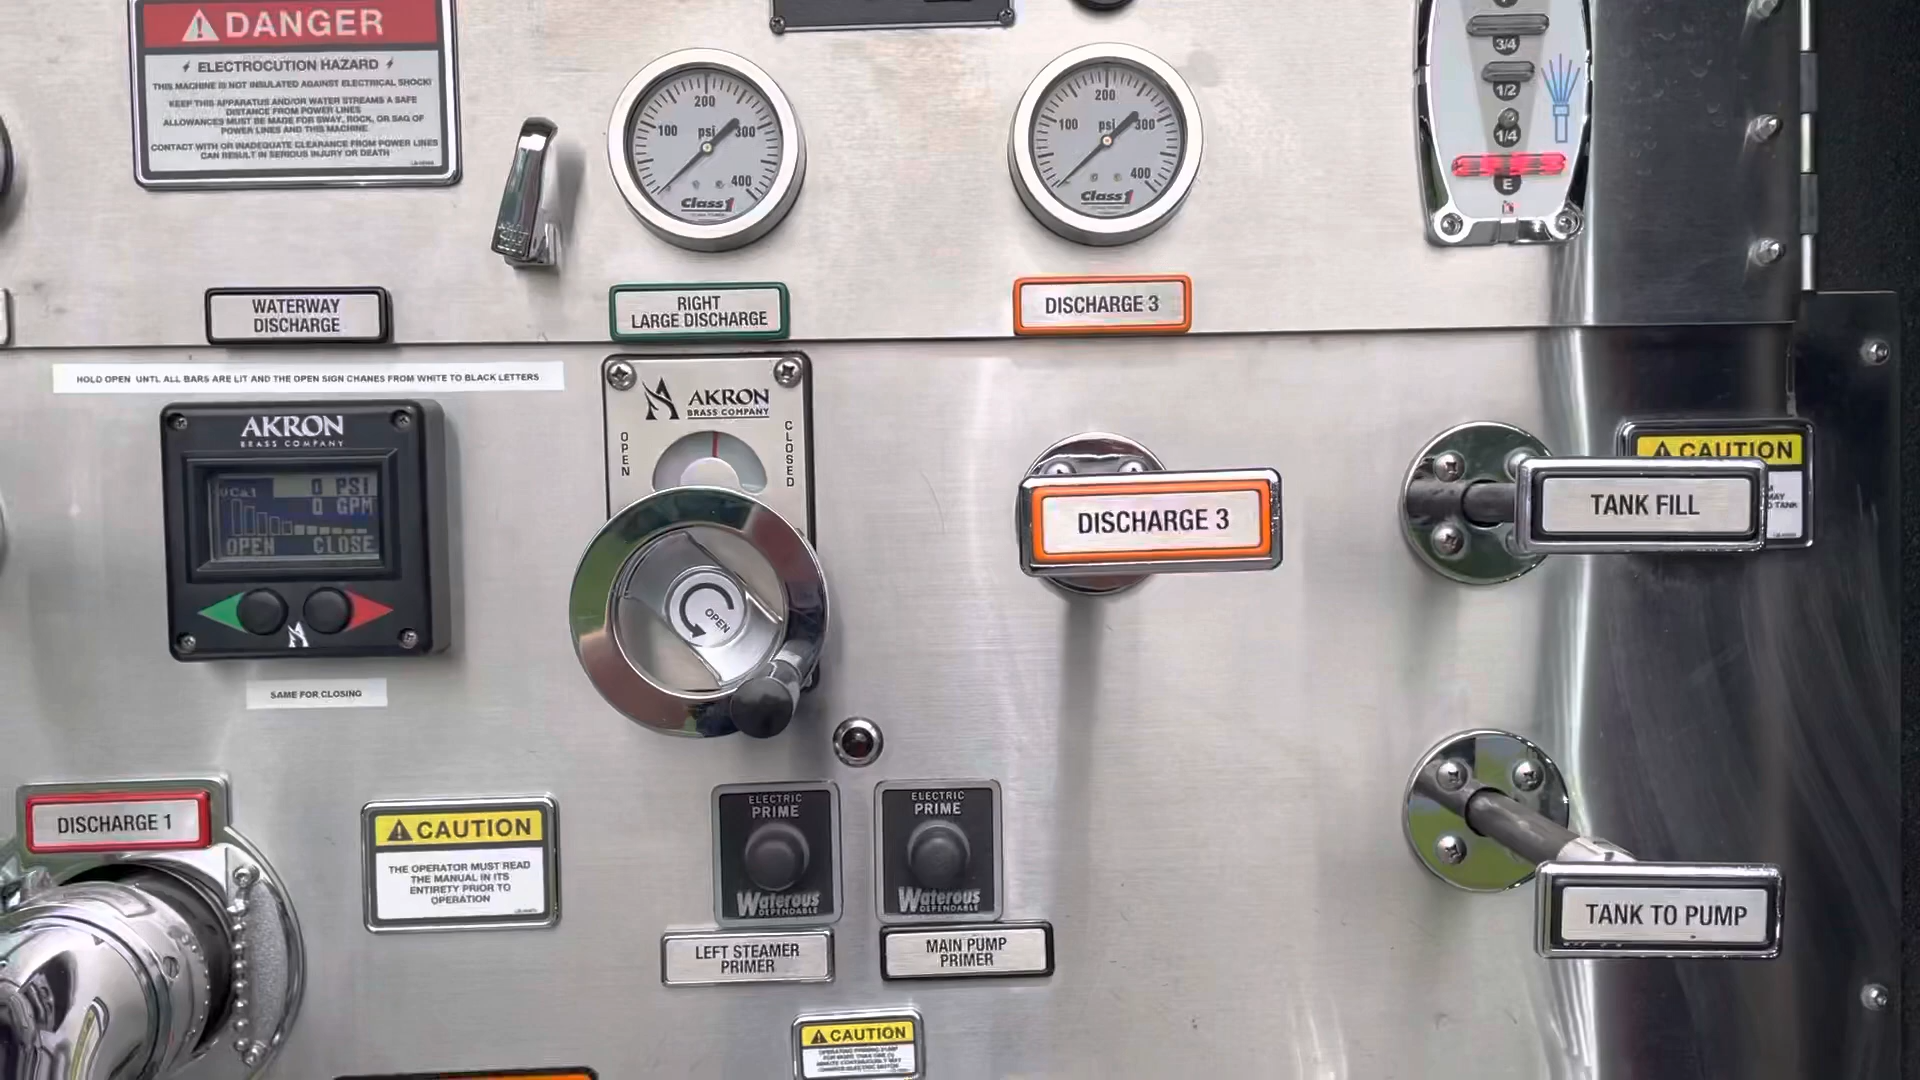 DANGER
ELECTROCUTION HAZARD
THIS MACHINE IS NOT INSULATED AGAINST ELECTRICAL SHOCK!
KEEP THIS APPARATUS AND/OR WATER STREAMS A SAFE
DISTANCE FROM POWER LINES
ALLOWANCES MUST BE MADE FOR SWAY, ROCK, OR SAG OF
POWER LINES AND THIS MACHINE
CONTACT WITH OR INADEQUATE CLEARANCE FROM POWER LINES
CAN RESULT IN SERIOUS INJURY OR DEATH
200
100 psi 300
400
Class1
200
100 psi 300
400
Class1
3/4
1/2
1/4
E
WATERWAY
DISCHARGE
RIGHT
LARGE DISCHARGE
DISCHARGE 3
HOLD OPEN UNTL ALL BARS ARE LIT AND THE OPEN SIGN CHANES FROM WHITE TO BLACK LETTERS
AKRON
BRASS COMPANY
0 PSI
0 GPM
OPEN CLOSE
SAME FOR CLOSING
AKRON
BRASS COMPANY
OPEN
CLOSED
OPEN
DISCHARGE 3
CAUTION
TANK FILL
MAY
TANK
TANK TO PUMP
DISCHARGE 1
CAUTION
THE OPERATOR MUST READ
THE MANUAL IN ITS
ENTIRETY PRIOR TO
OPERATION
ELECTRIC
PRIME
Waterous
DEPENDABLE
ELECTRIC
PRIME
Waterous
DEPENDABLE
LEFT STEAMER
PRIMER
MAIN PUMP
PRIMER
CAUTION